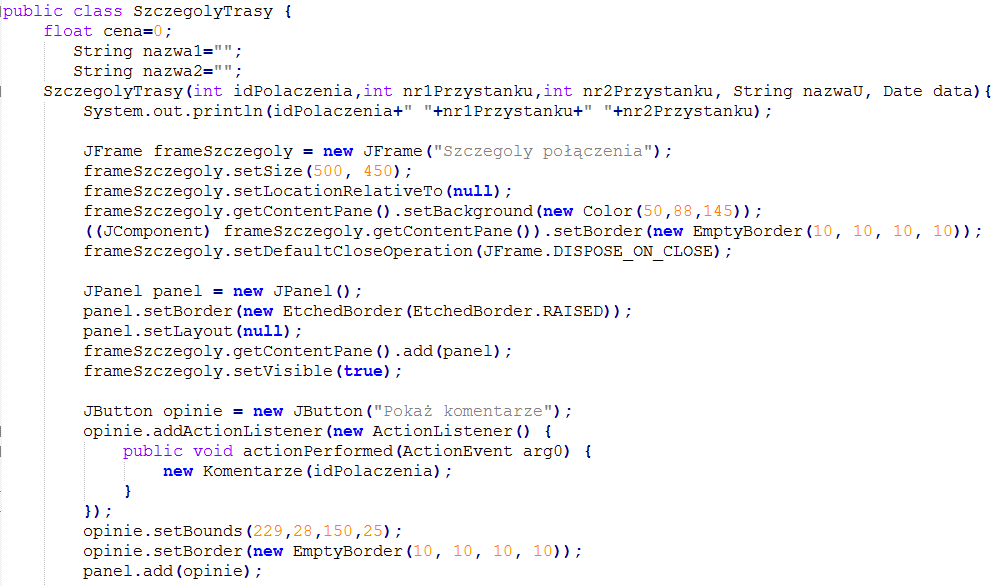 public class SzczegolyTrasy {
    float cena=0;
       String nazwa1="";
       String nazwa2="";
    SzczegolyTrasy(int idPolaczenia,int nr1Przystanku,int nr2Przystanku, String nazwaU, Date data){
        System.out.println(idPolaczenia+" "+nr1Przystanku+" "+nr2Przystanku);

        JFrame frameSzczegoly = new JFrame("Szczegoly połączenia");
        frameSzczegoly.setSize(500, 450);
        frameSzczegoly.setLocationRelativeTo(null);
        frameSzczegoly.getContentPane().setBackground(new Color(50,88,145));
        ((JComponent) frameSzczegoly.getContentPane()).setBorder(new EmptyBorder(10, 10, 10, 10));
        frameSzczegoly.setDefaultCloseOperation(JFrame.DISPOSE_ON_CLOSE);

        JPanel panel = new JPanel();
        panel.setBorder(new EtchedBorder(EtchedBorder.RAISED));
        panel.setLayout(null);
        frameSzczegoly.getContentPane().add(panel);
        frameSzczegoly.setVisible(true);

        JButton opinie = new JButton("Pokaż komentarze");
        opinie.addActionListener(new ActionListener() {
            public void actionPerformed(ActionEvent arg0) {
                new Komentarze(idPolaczenia);
            }
        });
        opinie.setBounds(229,28,150,25);
        opinie.setBorder(new EmptyBorder(10, 10, 10, 10));
        panel.add(opinie);